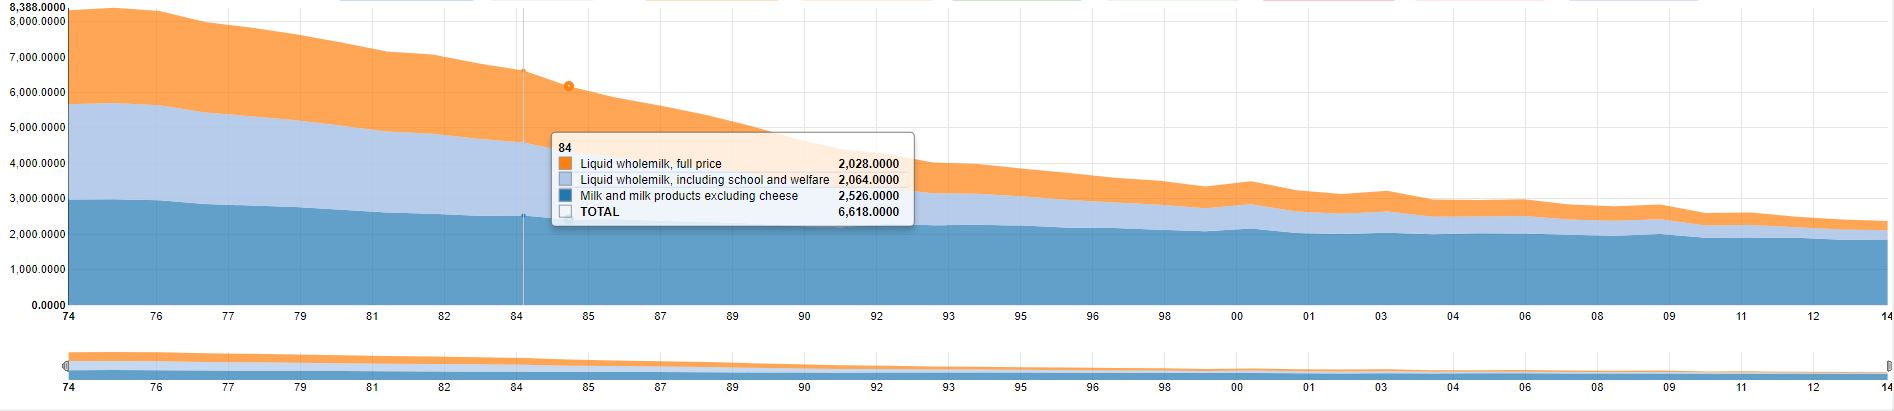 8,388.0000
8,000.0000
7,000.0000
6,000.0000
5,000.0000
4,000.0000
3,000.0000
2,000.0000
1,000.0000
0.0000
84
Liquid wholemilk, full price 2,028.0000
Liquid wholemilk, including school and welfare 2,064.0000
Milk and milk products excluding cheese 2,526.0000
TOTAL 6,618.0000
74 76 77 79 81 82 84 85 87 89 90 92 93 95 96 98 00 01 03 04 06 08 09 11 12 14
74 76 77 79 81 82 84 85 87 89 90 92 93 95 96 98 00 01 03 04 06 08 09 11 12 14